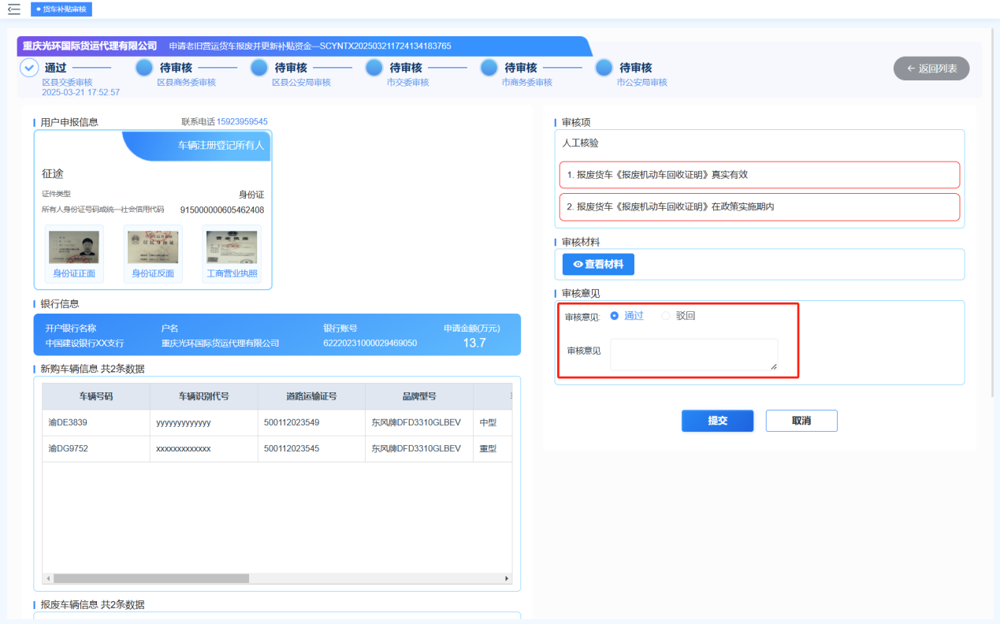 货车补贴审核
重庆光环国际货运代理有限公司 申请老旧营运货车报废并更新补贴资金—SCYNTX202503211724134183765
通过 待审核 待审核 待审核 待审核 待审核
区县交委审核 区县商务委审核 区县公安局审核 市交委审核 市商务委审核 市公安局审核
2025-03-21 17:52:57
返回列表
用户申报信息 联系电话 15923959545
车辆注册登记所有人
征途
证件类型 身份证
所有人身份证号码或统一社会信用代码 915000000605462408
身份证正面 身份证反面 工商营业执照
银行信息
开户银行名称 户名 银行账号 申请金额(万元)
中国建设银行XX支行 重庆光环国际货运代理有限公司 62220231000029469050 13.7
新购车辆信息 共2条数据
车辆号码 车辆识别代号 道路运输证号 品牌型号
渝DE3839 yyyyyyyyyyyyy 500112023549 东风牌DFD3310GLBEV 中型
渝DG9752 xxxxxxxxxxxxx 500112023545 东风牌DFD3310GLBEV 重型
报废车辆信息 共2条数据
审核项
人工核验
1. 报废货车《报废机动车回收证明》真实有效
2. 报废货车《报废机动车回收证明》在政策实施期内
审核材料
查看材料
审核意见
审核意见: 通过 驳回
审核意见
提交 取消